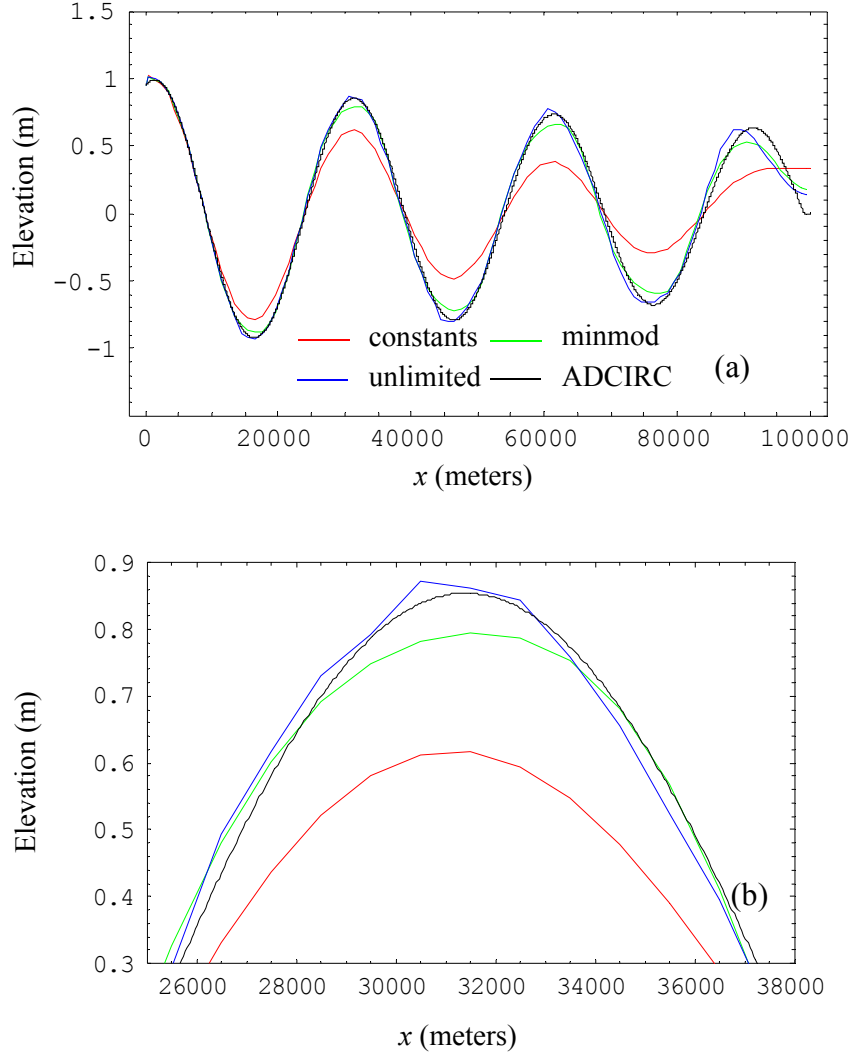 1.5
1
0.5
0
-0.5
-1
Elevation (m)
constants
minmod
unlimited
ADCIRC
(a)
0 20000 40000 60000 80000 100000
x (meters)
0.9
0.8
0.7
0.6
0.5
0.4
0.3
Elevation (m)
(b)
26000 28000 30000 32000 34000 36000 38000
x (meters)